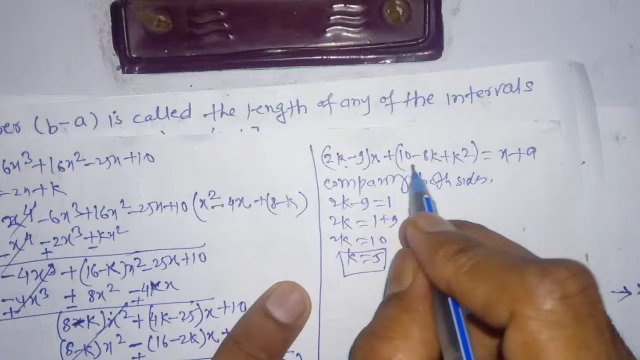 per (b-a) is called the length of any of the intervals
6x³+16x²-25x+10
-2x+k
x⁴-6x³+16x²-25x+10(x²-4x+(8-k)
x⁴-2x³+kx²
-4x³+(16-k)x²-25x+10
-4x³ ± 8x² 4kx
(8-k)x²+(4k-25)x+10
(8-k)x²-(16-2k)x+
(2k-9)x+(10-8k+k²)=x+a
comparing both sides,
2k-9=1
2k=1+9
2k=10
k=5